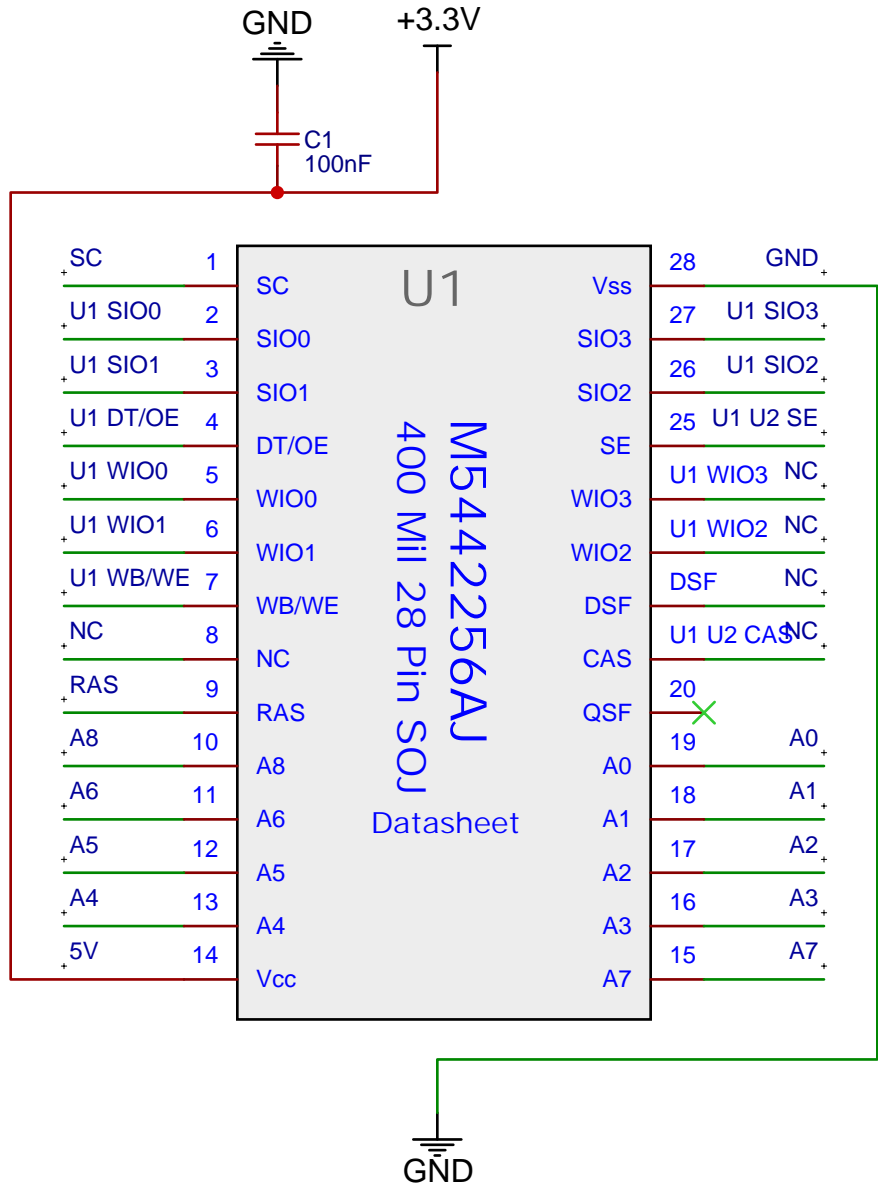 GND
+3.3V
C1
100nF
U1
M5442256AJ
400 Mil 28 Pin SOJ
Datasheet
SC 1 SC
U1 SIO0 2 SIO0
U1 SIO1 3 SIO1
U1 DT/OE 4 DT/OE
U1 WIO0 5 WIO0
U1 WIO1 6 WIO1
U1 WB/WE 7 WB/WE
NC 8 NC
RAS 9 RAS
A8 10 A8
A6 11 A6
A5 12 A5
A4 13 A4
5V 14 Vcc
Vss 28 GND
SIO3 27 U1 SIO3
SIO2 26 U1 SIO2
SE 25 U1 U2 SE
WIO3 U1 WIO3 NC
WIO2 U1 WIO2 NC
DSF DSF NC
CAS U1 U2 CAS NC
QSF 20
A0 19 A0
A1 18 A1
A2 17 A2
A3 16 A3
A7 15 A7
GND